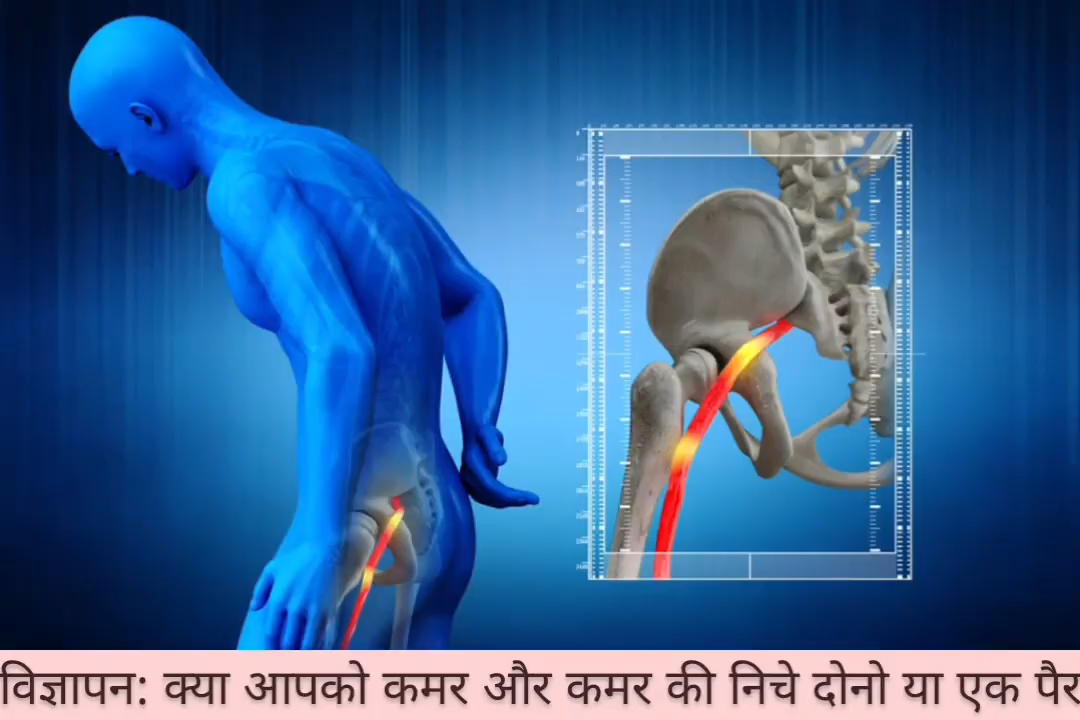 विज्ञापन: क्या आपको कमर और कमर की निचे दोनो या एक पैर